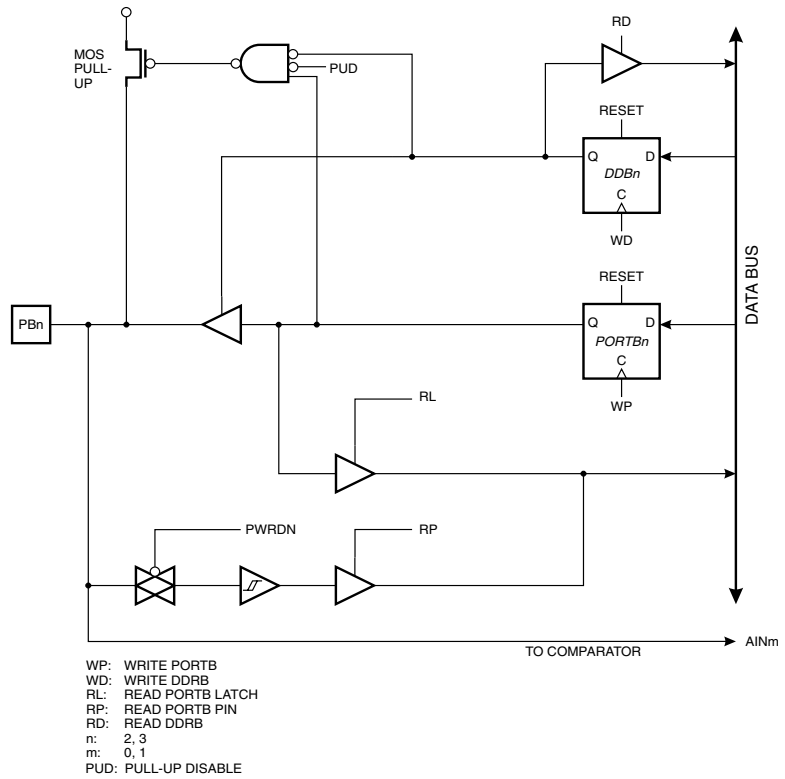 RD
MOS
PULL-
UP
PUD
RESET
Q D
DDBn
C
WD
DATA BUS
RESET
PBn
Q D
PORTBn
C
WP
RL
PWRDN
RP
TO COMPARATOR
AINm
WP: WRITE PORTB
WD: WRITE DDRB
RL: READ PORTB LATCH
RP: READ PORTB PIN
RD: READ DDRB
n: 2, 3
m: 0, 1
PUD: PULL-UP DISABLE